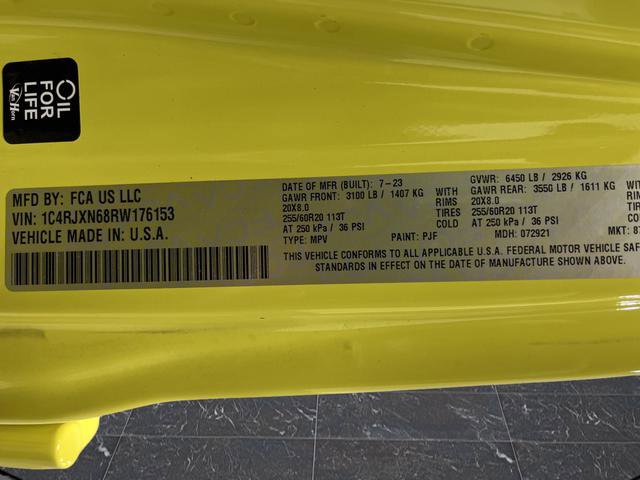 OIL
FOR
LIFE
Van Horn
MFD BY: FCA US LLC
VIN: 1C4RJXN68RW176153
VEHICLE MADE IN: U.S.A.
DATE OF MFR (BUILT): 7-23 GVWR: 6450 LB / 2926 KG
GAWR FRONT: 3100 LB / 1407 KG WITH GAWR REAR: 3550 LB / 1611 KG
20X8.0 RIMS 20X8.0 RIMS
255/60R20 113T TIRES 255/60R20 113T TIRES
AT 250 kPa / 36 PSI COLD AT 250 kPa / 36 PSI COLD
TYPE: MPV PAINT: PJF MDH: 072921 MKT:
THIS VEHICLE CONFORMS TO ALL APPLICABLE U.S.A. FEDERAL MOTOR VEHICLE
STANDARDS IN EFFECT ON THE DATE OF MANUFACTURE SHOWN ABOVE.